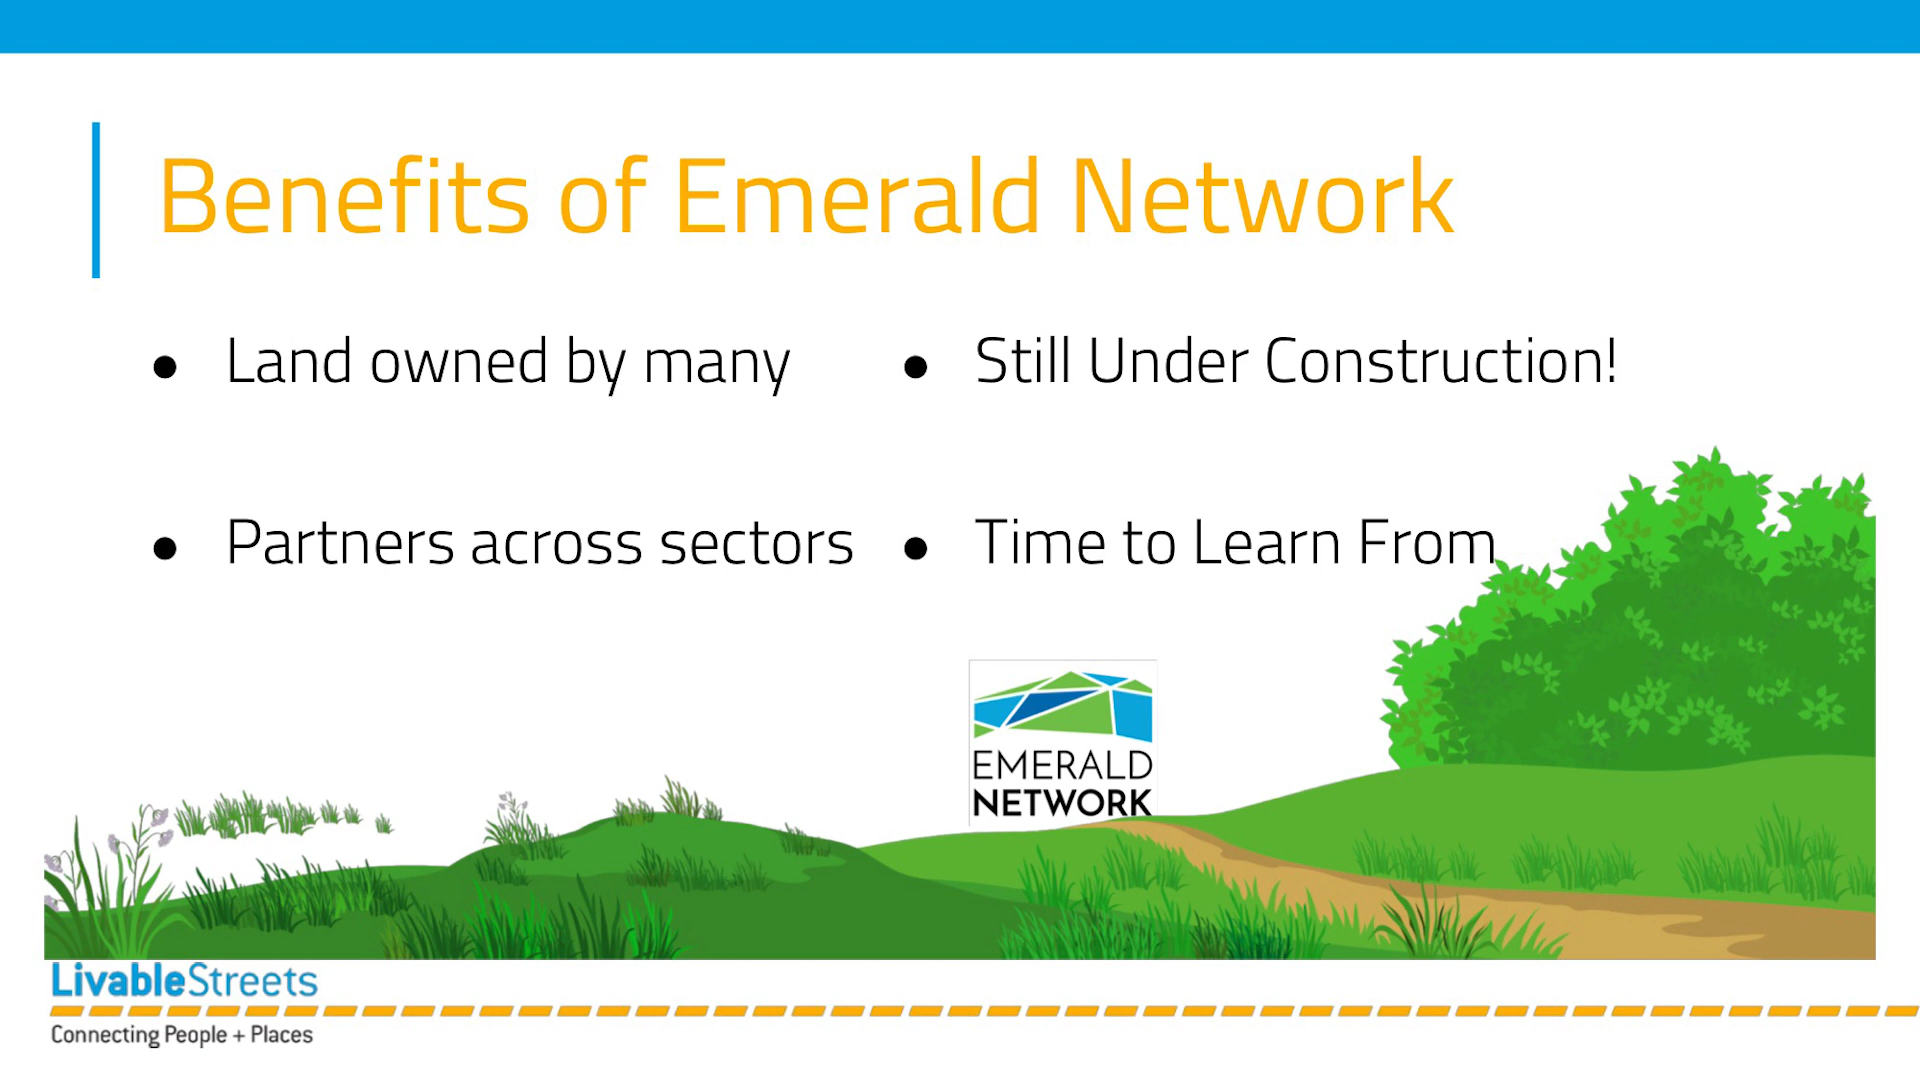 Benefits of Emerald Network
● Land owned by many
● Partners across sectors
● Still Under Construction!
● Time to Learn From
EMERALD
NETWORK
LivableStreets
Connecting People + Places